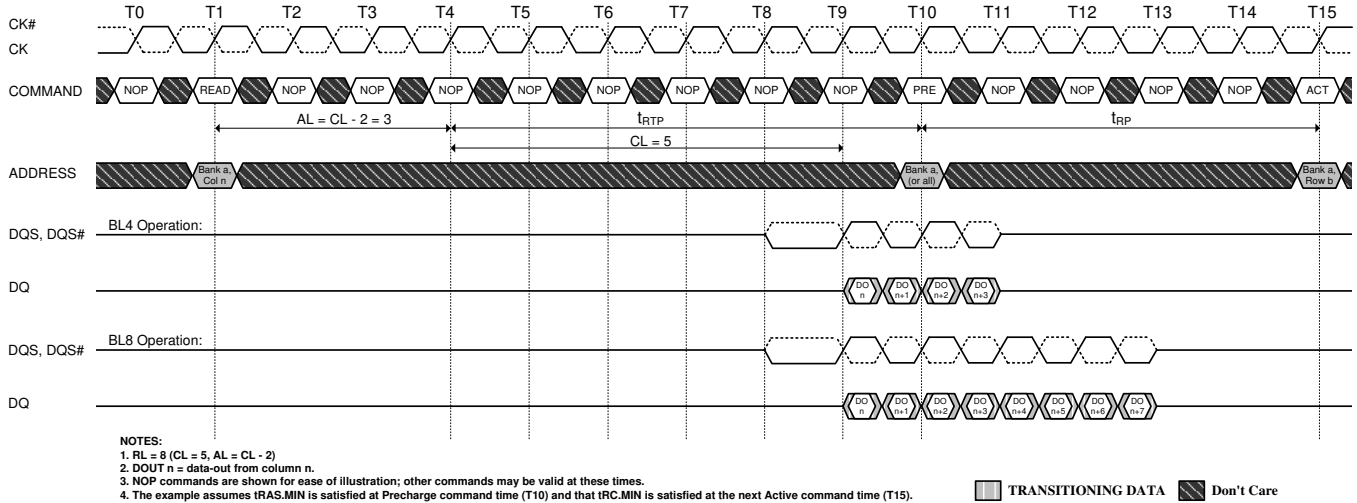 T0 T1 T2 T3 T4 T5 T6 T7 T8 T9 T10 T11 T12 T13 T14 T15
CK#
CK
COMMAND NOP READ NOP NOP NOP NOP NOP NOP NOP NOP PRE NOP NOP NOP NOP ACT
AL = CL - 2 = 3 tRTP tRP
CL = 5
ADDRESS Bank a, Col n Bank a, (or all) Bank a, Row b
BL4 Operation:
DQS, DQS#
DQ DO n DO n+1 DO n+2 DO n+3
BL8 Operation:
DQS, DQS#
DQ DO n DO n+1 DO n+2 DO n+3 DO n+4 DO n+5 DO n+6 DO n+7
NOTES:
1. RL = 8 (CL = 5, AL = CL - 2)
2. DOUT n = data-out from column n.
3. NOP commands are shown for ease of illustration; other commands may be valid at these times.
4. The example assumes tRAS.MIN is satisfied at Precharge command time (T10) and that tRC.MIN is satisfied at the next Active command time (T15).
TRANSITIONING DATA Don't Care